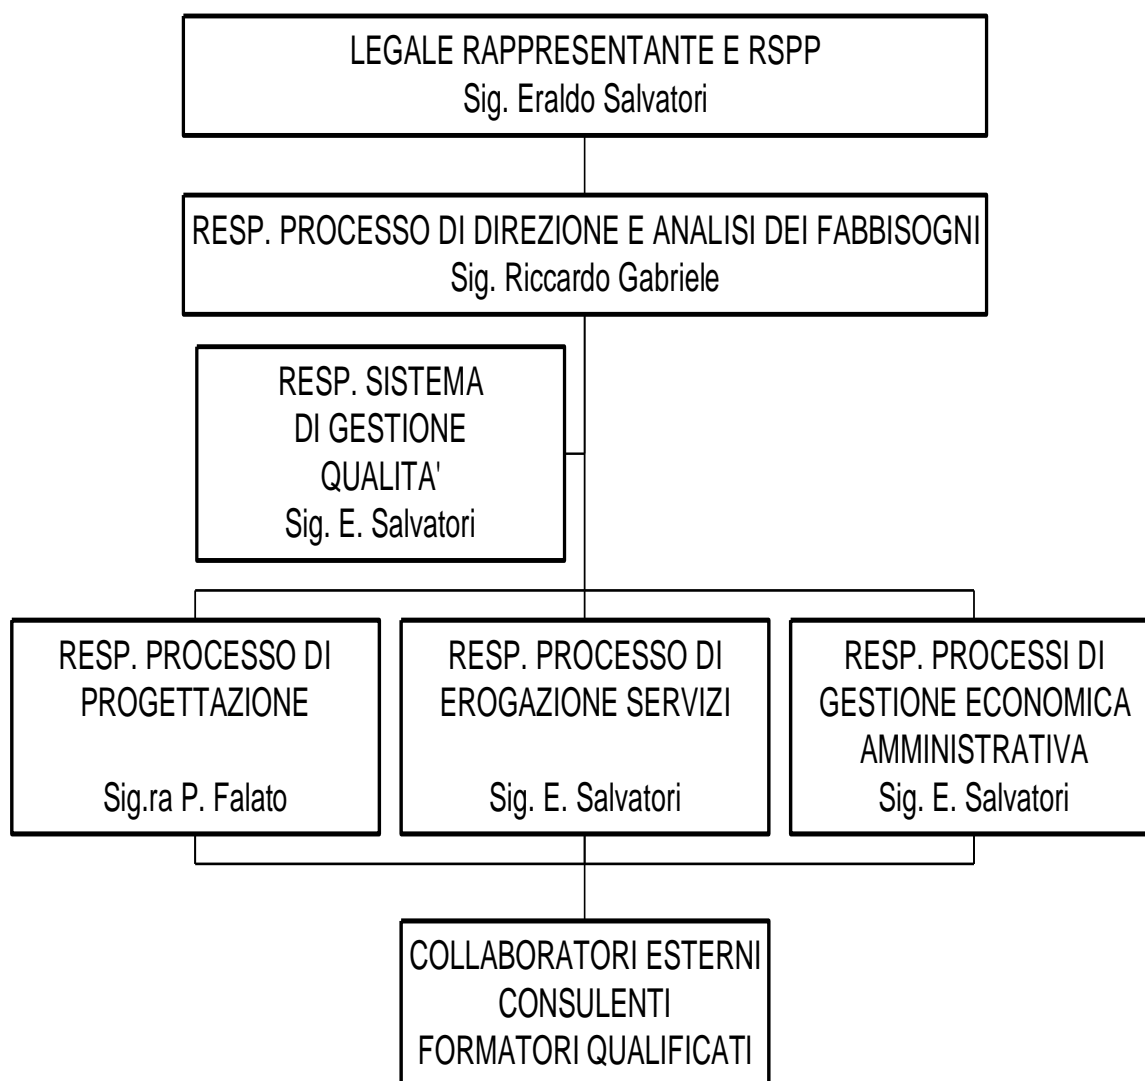 LEGALE RAPPRESENTANTE E RSPP
Sig. Eraldo Salvatori
RESP. PROCESSO DI DIREZIONE E ANALISI DEI FABBISOGNI
Sig. Riccardo Gabriele
RESP. SISTEMA
DI GESTIONE
QUALITA'
Sig. E. Salvatori
RESP. PROCESSO DI
PROGETTAZIONE
Sig.ra P. Falato
RESP. PROCESSO DI
EROGAZIONE SERVIZI
Sig. E. Salvatori
RESP. PROCESSI DI
GESTIONE ECONOMICA
AMMINISTRATIVA
Sig. E. Salvatori
COLLABORATORI ESTERNI
CONSULENTI
FORMATORI QUALIFICATI